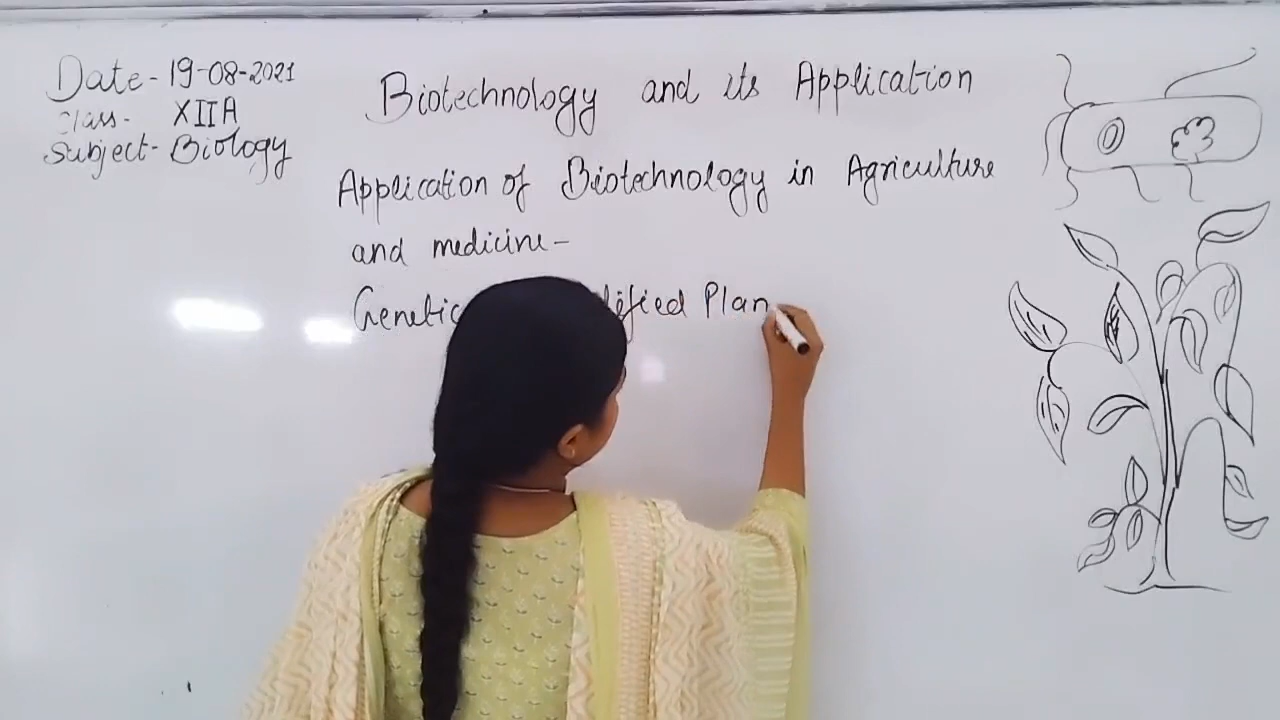 Date - 19-08-2021
Class - XII A
Subject - Biology
Biotechnology and its Application
Application of Biotechnology in Agriculture
and medicine -
Plan